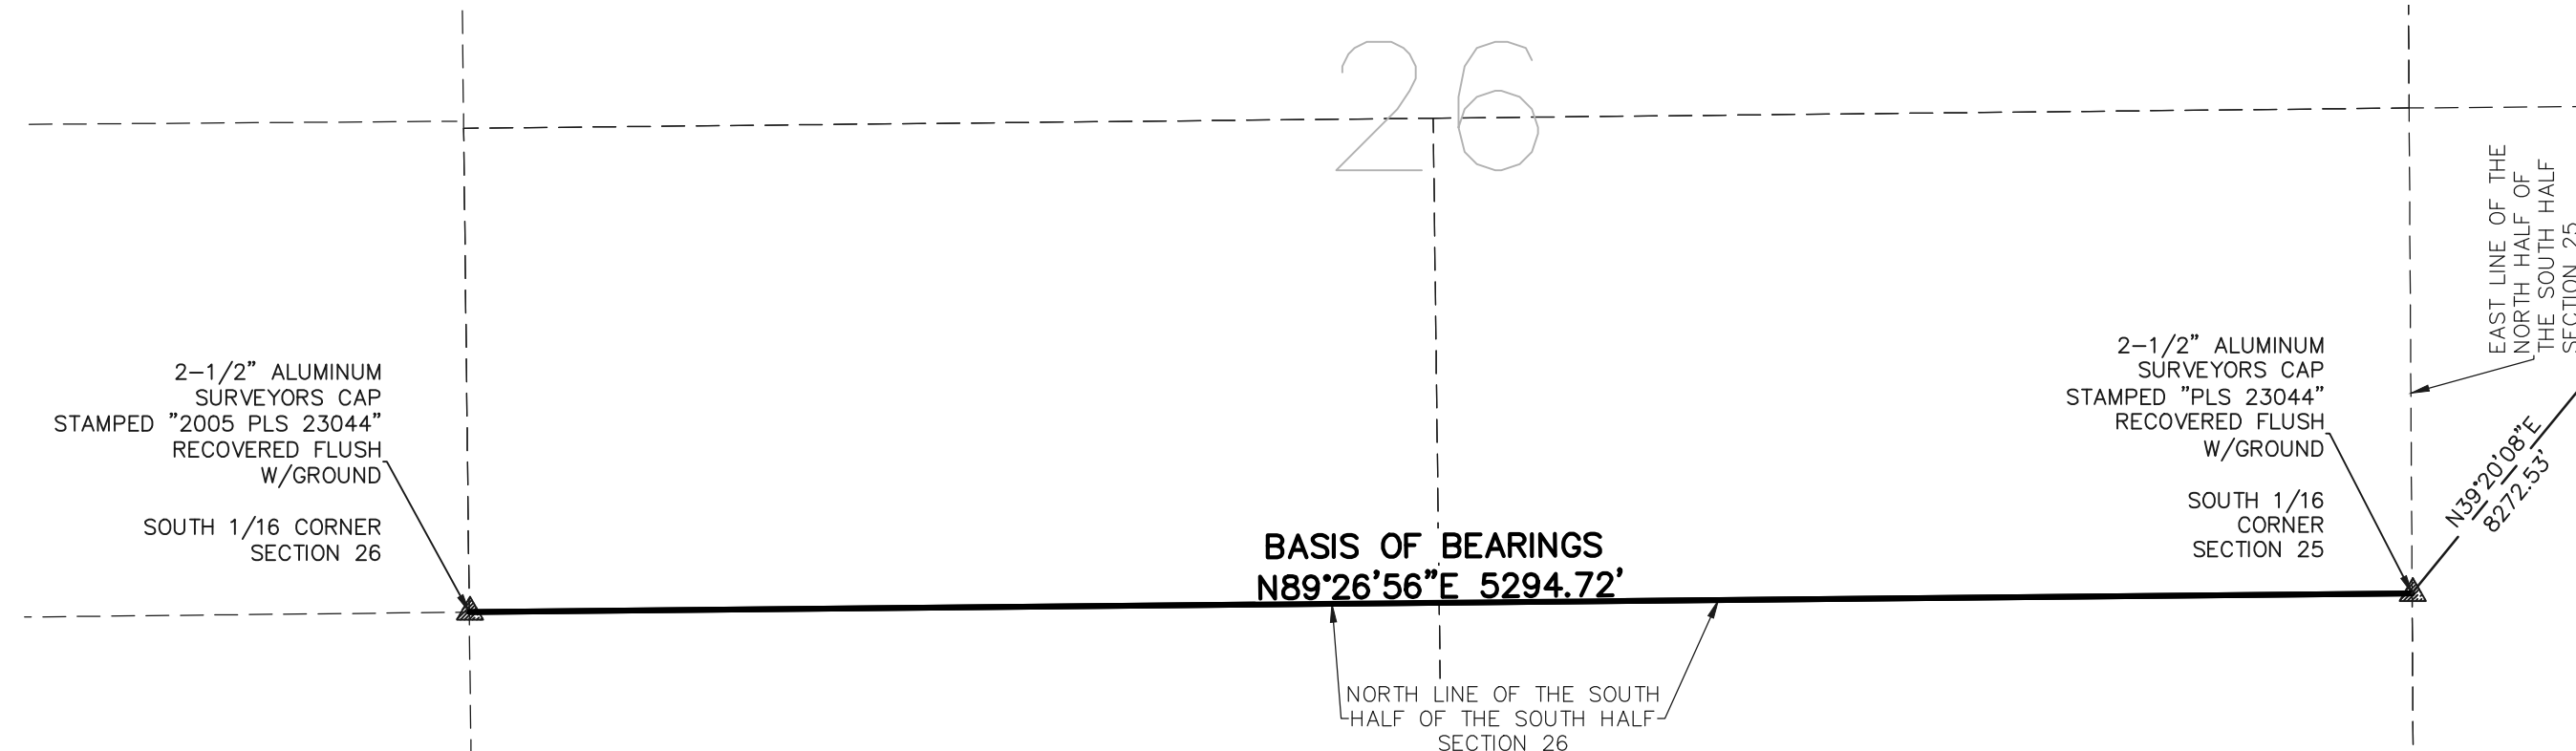 26
EAST LINE OF THE
NORTH HALF OF
THE SOUTH HALF
SECTION 25
2-1/2" ALUMINUM
SURVEYORS CAP
STAMPED "2005 PLS 23044"
RECOVERED FLUSH
W/GROUND
SOUTH 1/16 CORNER
SECTION 26
2-1/2" ALUMINUM
SURVEYORS CAP
STAMPED "PLS 23044"
RECOVERED FLUSH
W/GROUND
SOUTH 1/16
CORNER
SECTION 25
N39°20'08"E
8272.53'
BASIS OF BEARINGS
N89°26'56"E 5294.72'
NORTH LINE OF THE SOUTH
HALF OF THE SOUTH HALF
SECTION 26